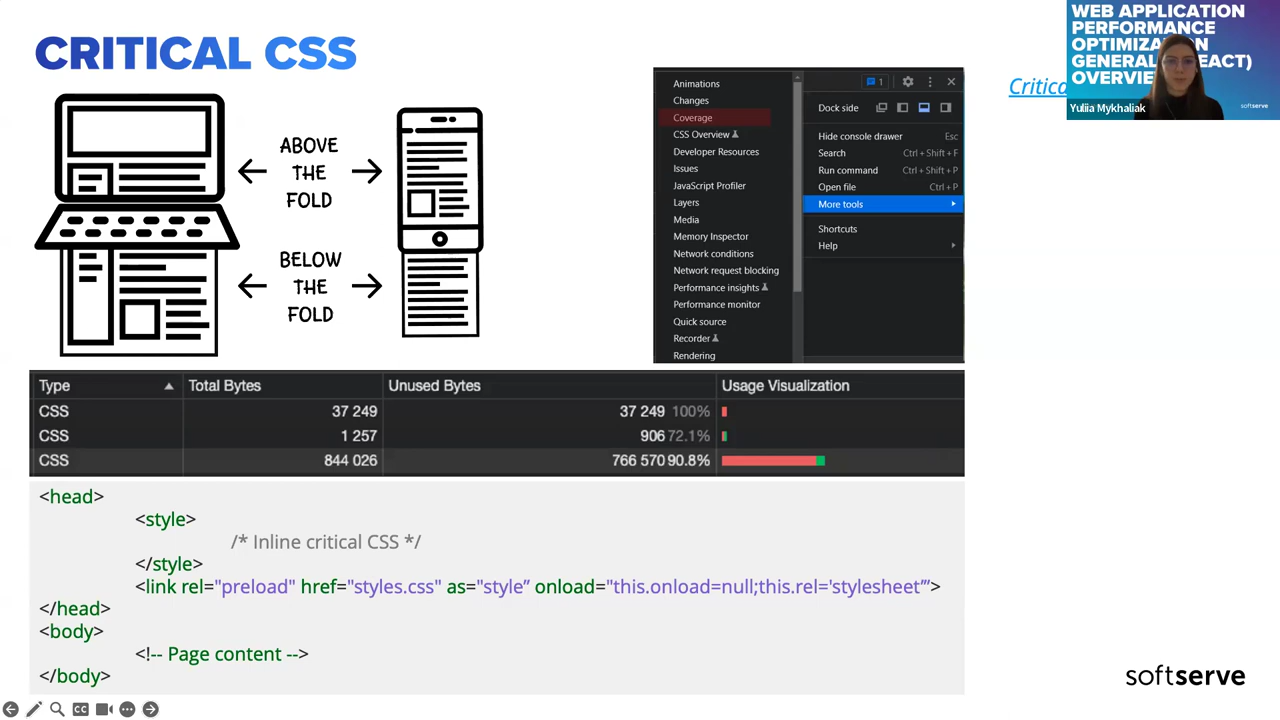 CRITICAL CSS
ABOVE
THE
FOLD
BELOW
THE
FOLD
Animations
Changes
Coverage
CSS Overview
Developer Resources
Issues
JavaScript Profiler
Layers
Media
Memory Inspector
Network conditions
Network request blocking
Performance insights
Performance monitor
Quick source
Recorder
Rendering
1
Dock side
Hide console drawer Esc
Search Ctrl + Shift + F
Run command Ctrl + Shift + P
Open file Ctrl + P
More tools
Shortcuts
Help
WEB APPLICATION
PERFORMANCE
GENERAL
Yuliia Mykhaliak
softserve
Type Total Bytes Unused Bytes Usage Visualization
CSS 37 249 37 249 100%
CSS 1 257 906 72.1%
CSS 844 026 766 570 90.8%
<head>
<style>
/* Inline critical CSS */
</style>
<link rel="preload" href="styles.css" as="style” onload="this.onload=null;this.rel='stylesheet'”>
</head>
<body>
<!-- Page content -->
</body>
softserve
CC